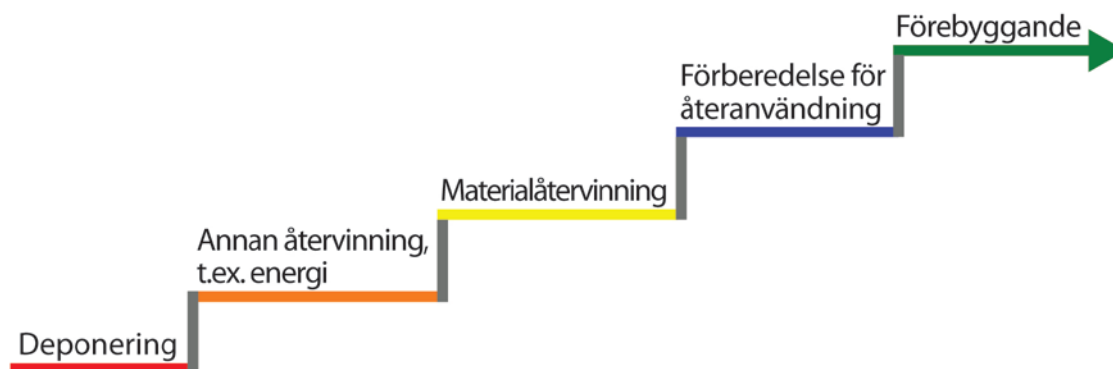 Förebyggande
Förberedelse för
återanvändning
Materialåtervinning
Annan återvinning,
t.ex. energi
Deponering